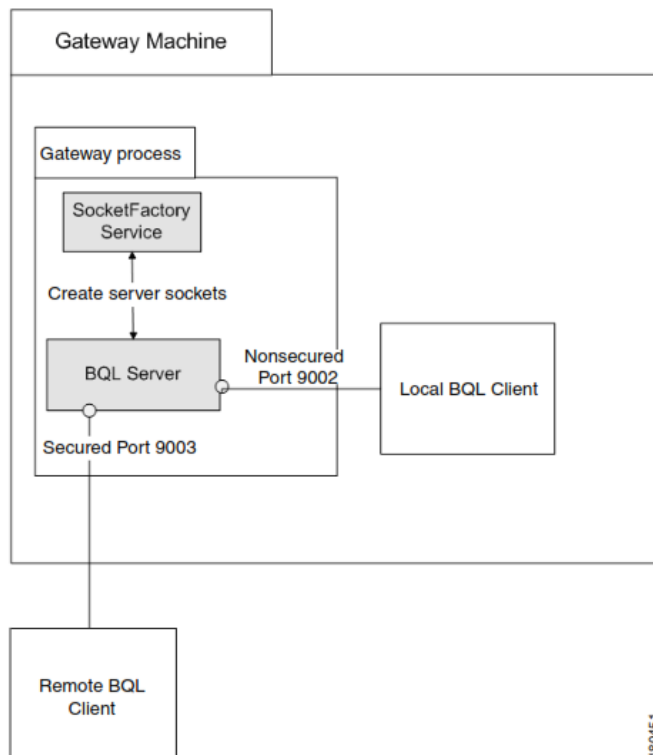 Gateway Machine
Gateway process
SocketFactory
Service
Create server sockets
BQL Server
Nonsecured
Port 9002
Local BQL Client
Secured Port 9003
Remote BQL
Client